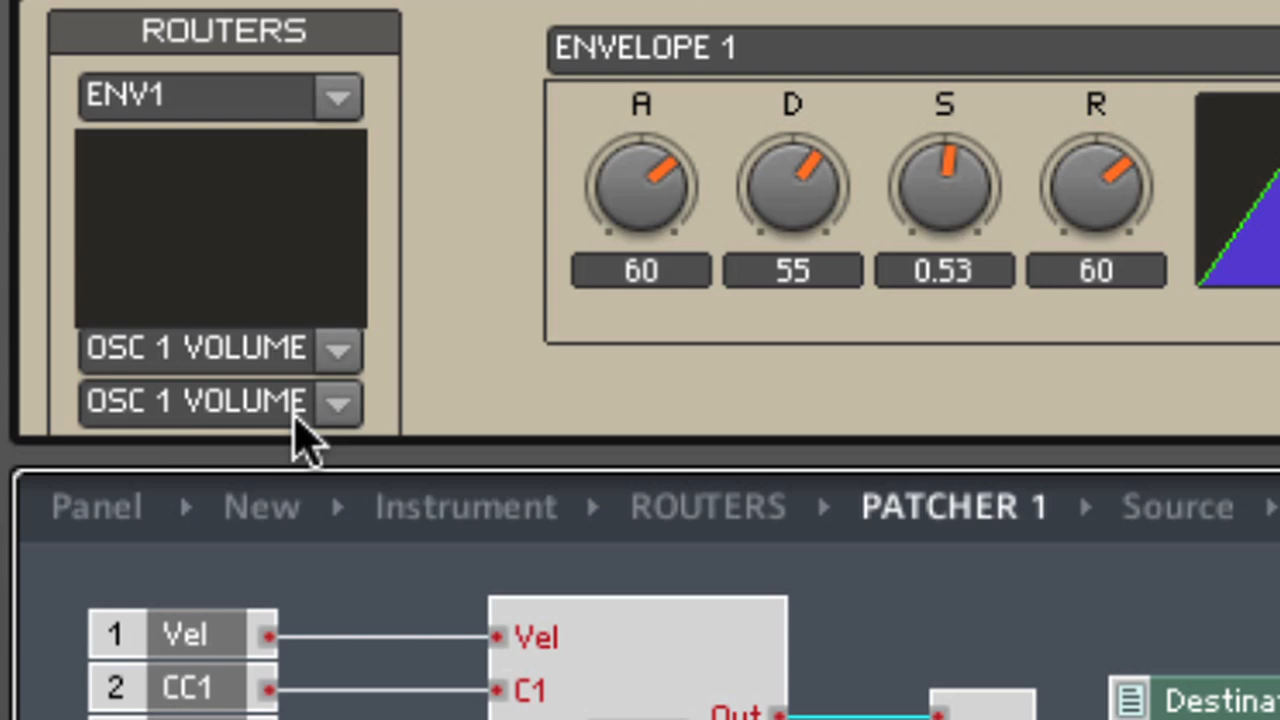 ROUTERS
ENV1
OSC 1 VOLUME
OSC 1 VOLUME
ENVELOPE 1
A D S R
60 55 0.53 60
Panel New Instrument ROUTERS PATCHER 1 Source
1 Vel
2 CC1
Vel
C1
Out
Destinat